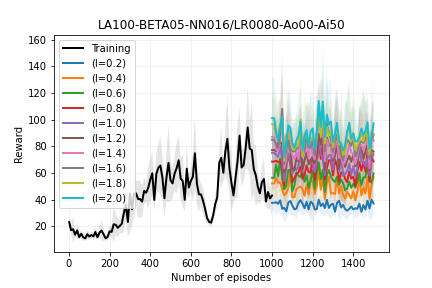 LA100-BETA05-NN016/LR0080-Ao00-Ai50
160
140
120
100
80
60
40
20
Reward
Training
(l=0.2)
(l=0.4)
(l=0.6)
(l=0.8)
(l=1.0)
(l=1.2)
(l=1.4)
(l=1.6)
(l=1.8)
(l=2.0)
0 200 400 600 800 1000 1200 1400
Number of episodes